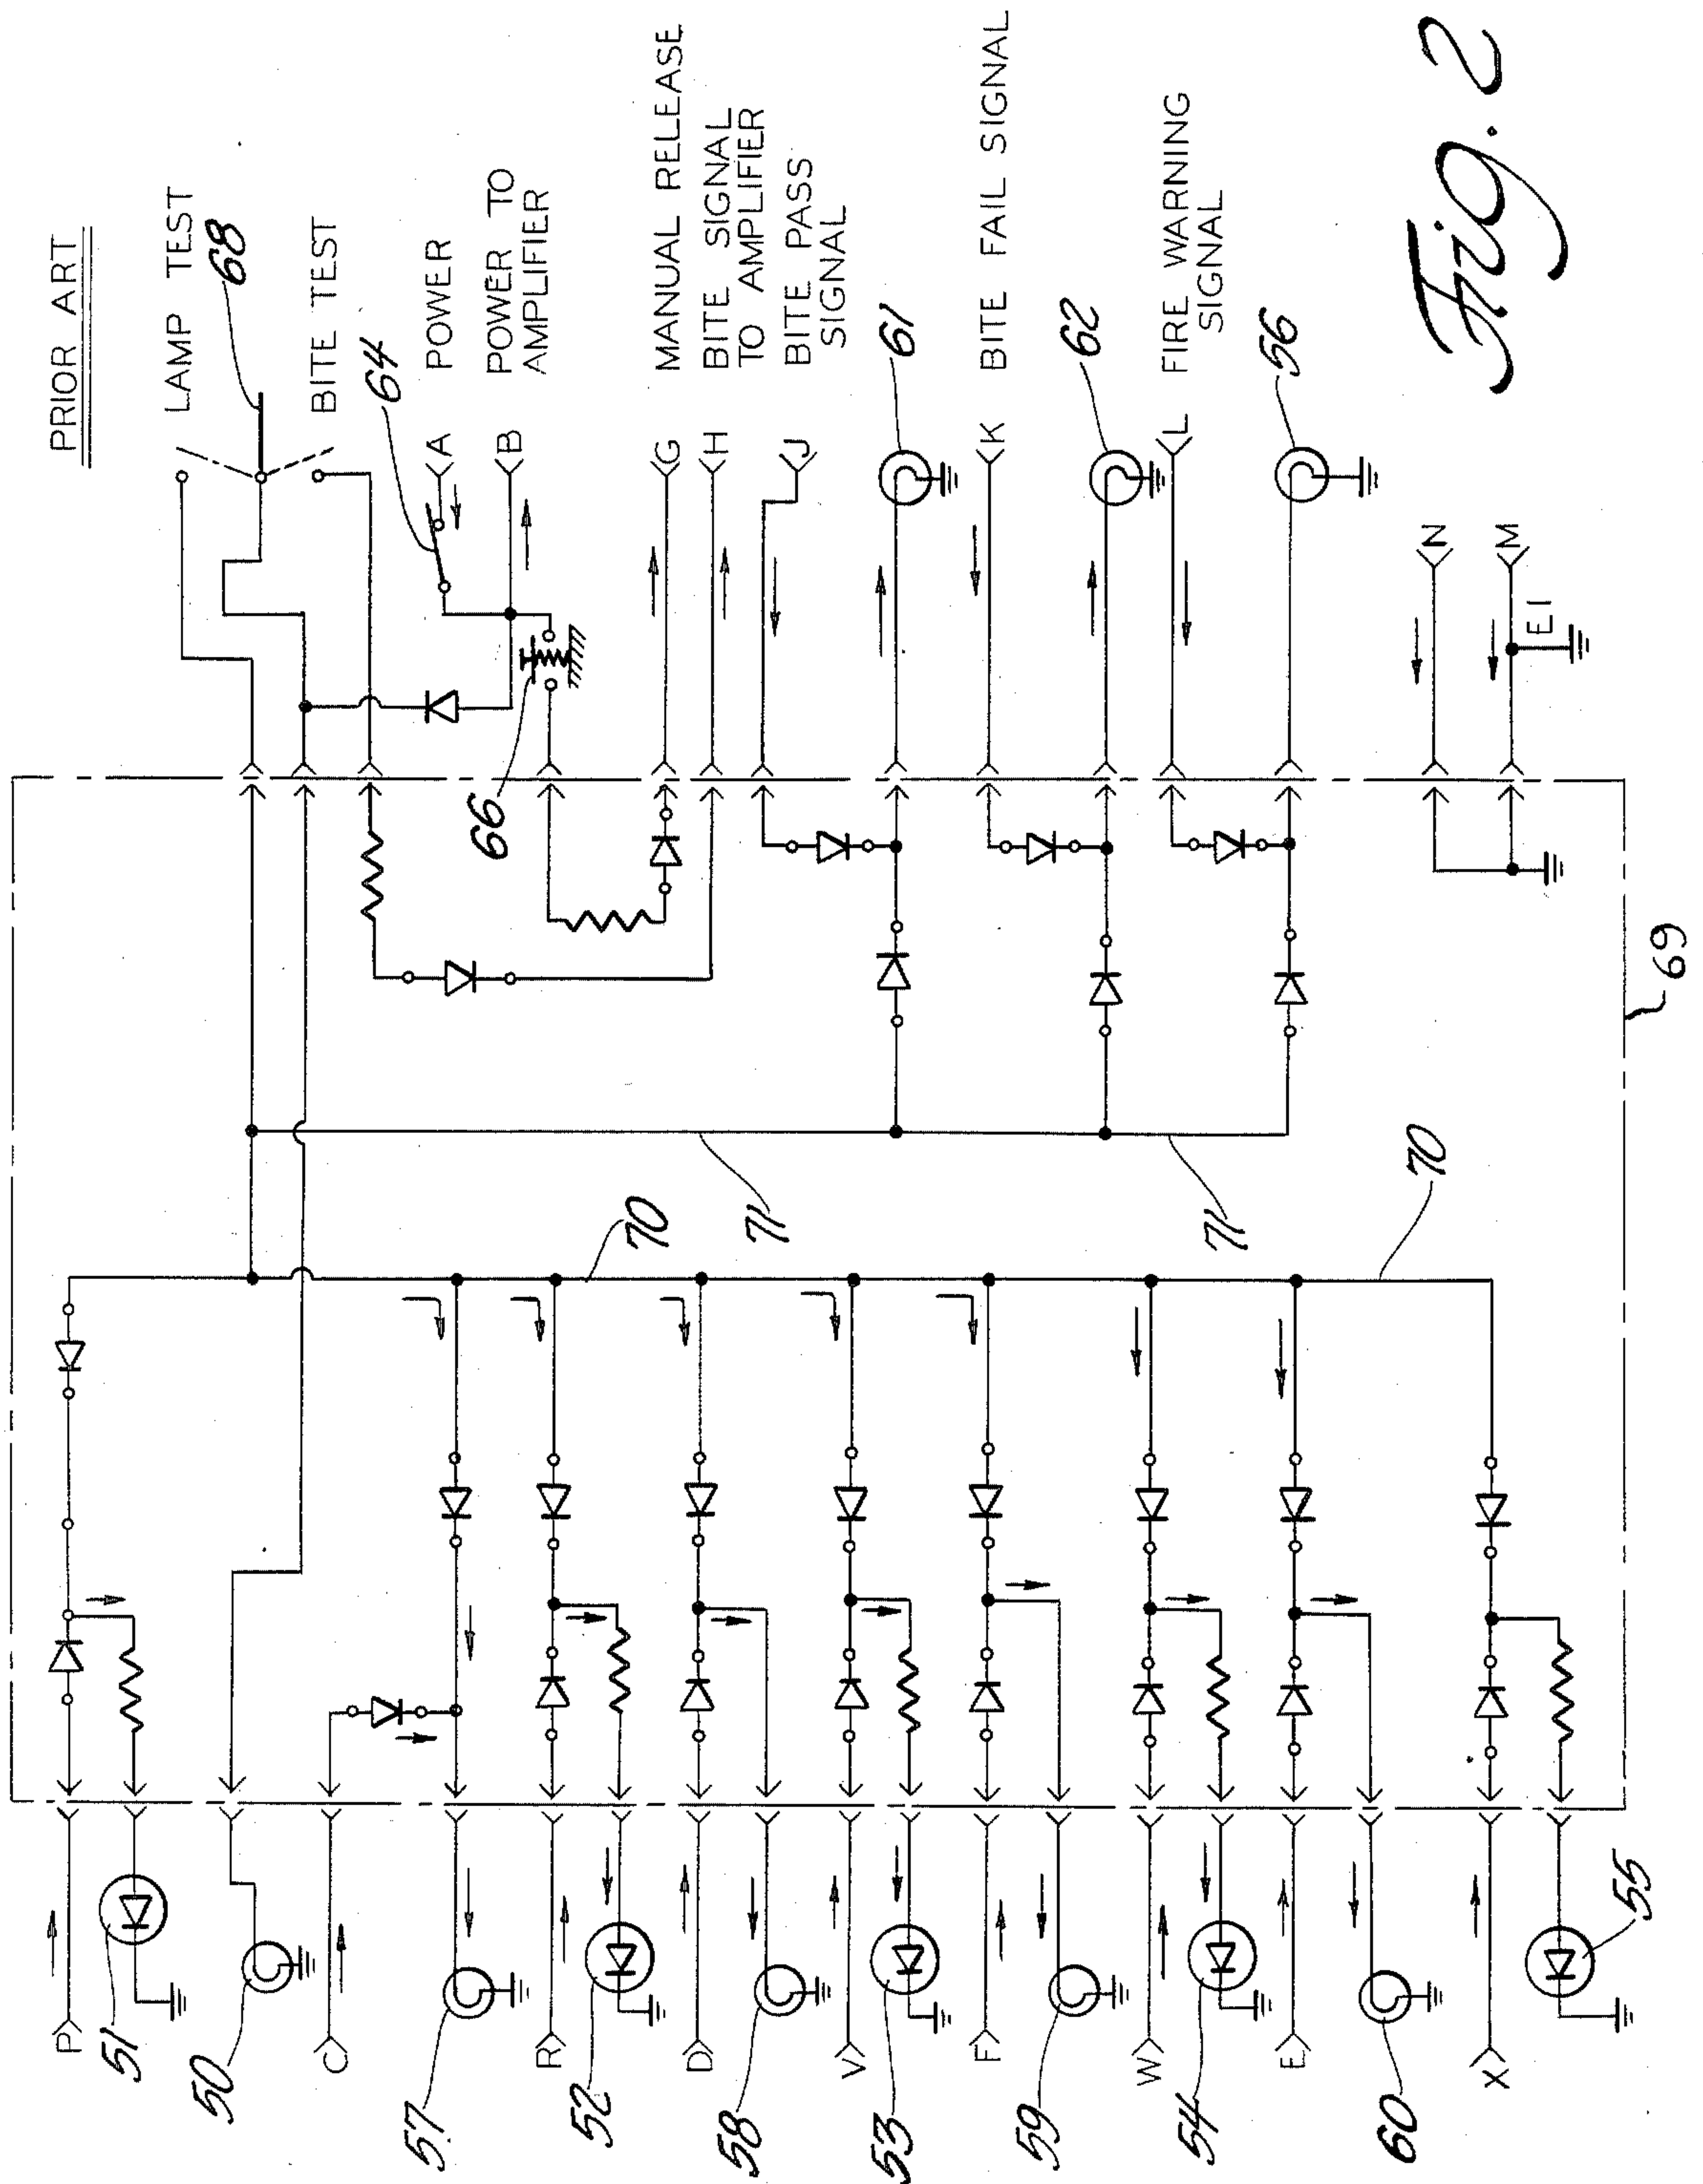 PRIOR ART
LAMP TEST
68
BITE TEST
64
A
POWER
B
POWER TO
AMPLIFIER
66
G
MANUAL RELEASE
H
BITE SIGNAL
TO AMPLIFIER
J
BITE PASS
SIGNAL
61
K
BITE FAIL SIGNAL
62
L
FIRE WARNING
SIGNAL
56
N
M
E1
69
71
71
70
70
P
51
50
C
57
R
52
D
58
V
53
F
59
W
54
E
60
X
55
Fig. 2